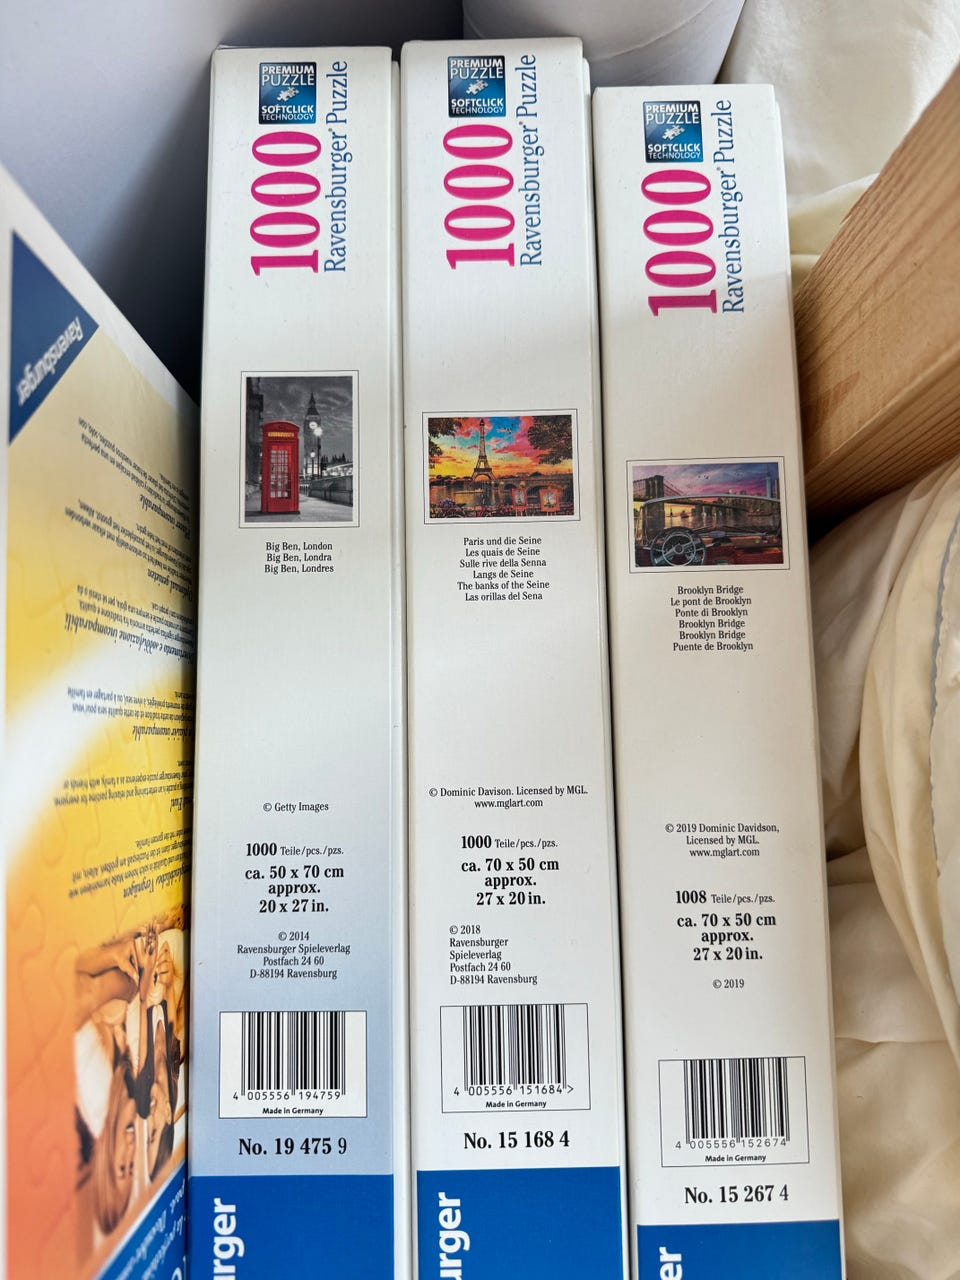 PREMIUM
PUZZLE
SOFTCLICK
TECHNOLOGY
1000
Ravensburger® Puzzle
Big Ben, London
Big Ben, Londra
Big Ben, Londres
© Getty Images
1000 Teile/pcs./pzs.
ca. 50 x 70 cm
approx.
20 x 27 in.
© 2014
Ravensburger Spieleverlag
Postfach 24 60
D-88194 Ravensburg
4 005556 194759
Made in Germany
No. 19 475 9
rger
PREMIUM
PUZZLE
SOFTCLICK
TECHNOLOGY
1000
Ravensburger® Puzzle
Paris und die Seine
Les quais de Seine
Sulle rive della Senna
Langs de Seine
The banks of the Seine
Las orillas del Sena
© Dominic Davison. Licensed by MGL.
www.mglart.com
1000 Teile/pcs./pzs.
ca. 70 x 50 cm
approx.
27 x 20 in.
© 2018
Ravensburger
Spieleverlag
Postfach 24 60
D-88194 Ravensburg
4 005556 151684 >
Made in Germany
No. 15 168 4
urger
PREMIUM
PUZZLE
SOFTCLICK
TECHNOLOGY
1000
Ravensburger® Puzzle
Brooklyn Bridge
Le pont de Brooklyn
Ponte di Brooklyn
Brooklyn Bridge
Brooklyn Bridge
Puente de Brooklyn
© 2019 Dominic Davidson,
Licensed by MGL.
www.mglart.com
1008 Teile/pcs./pzs.
ca. 70 x 50 cm
approx.
27 x 20 in.
© 2019
4 005556 152674
Made in Germany
No. 15 267 4
er
Ravensburger